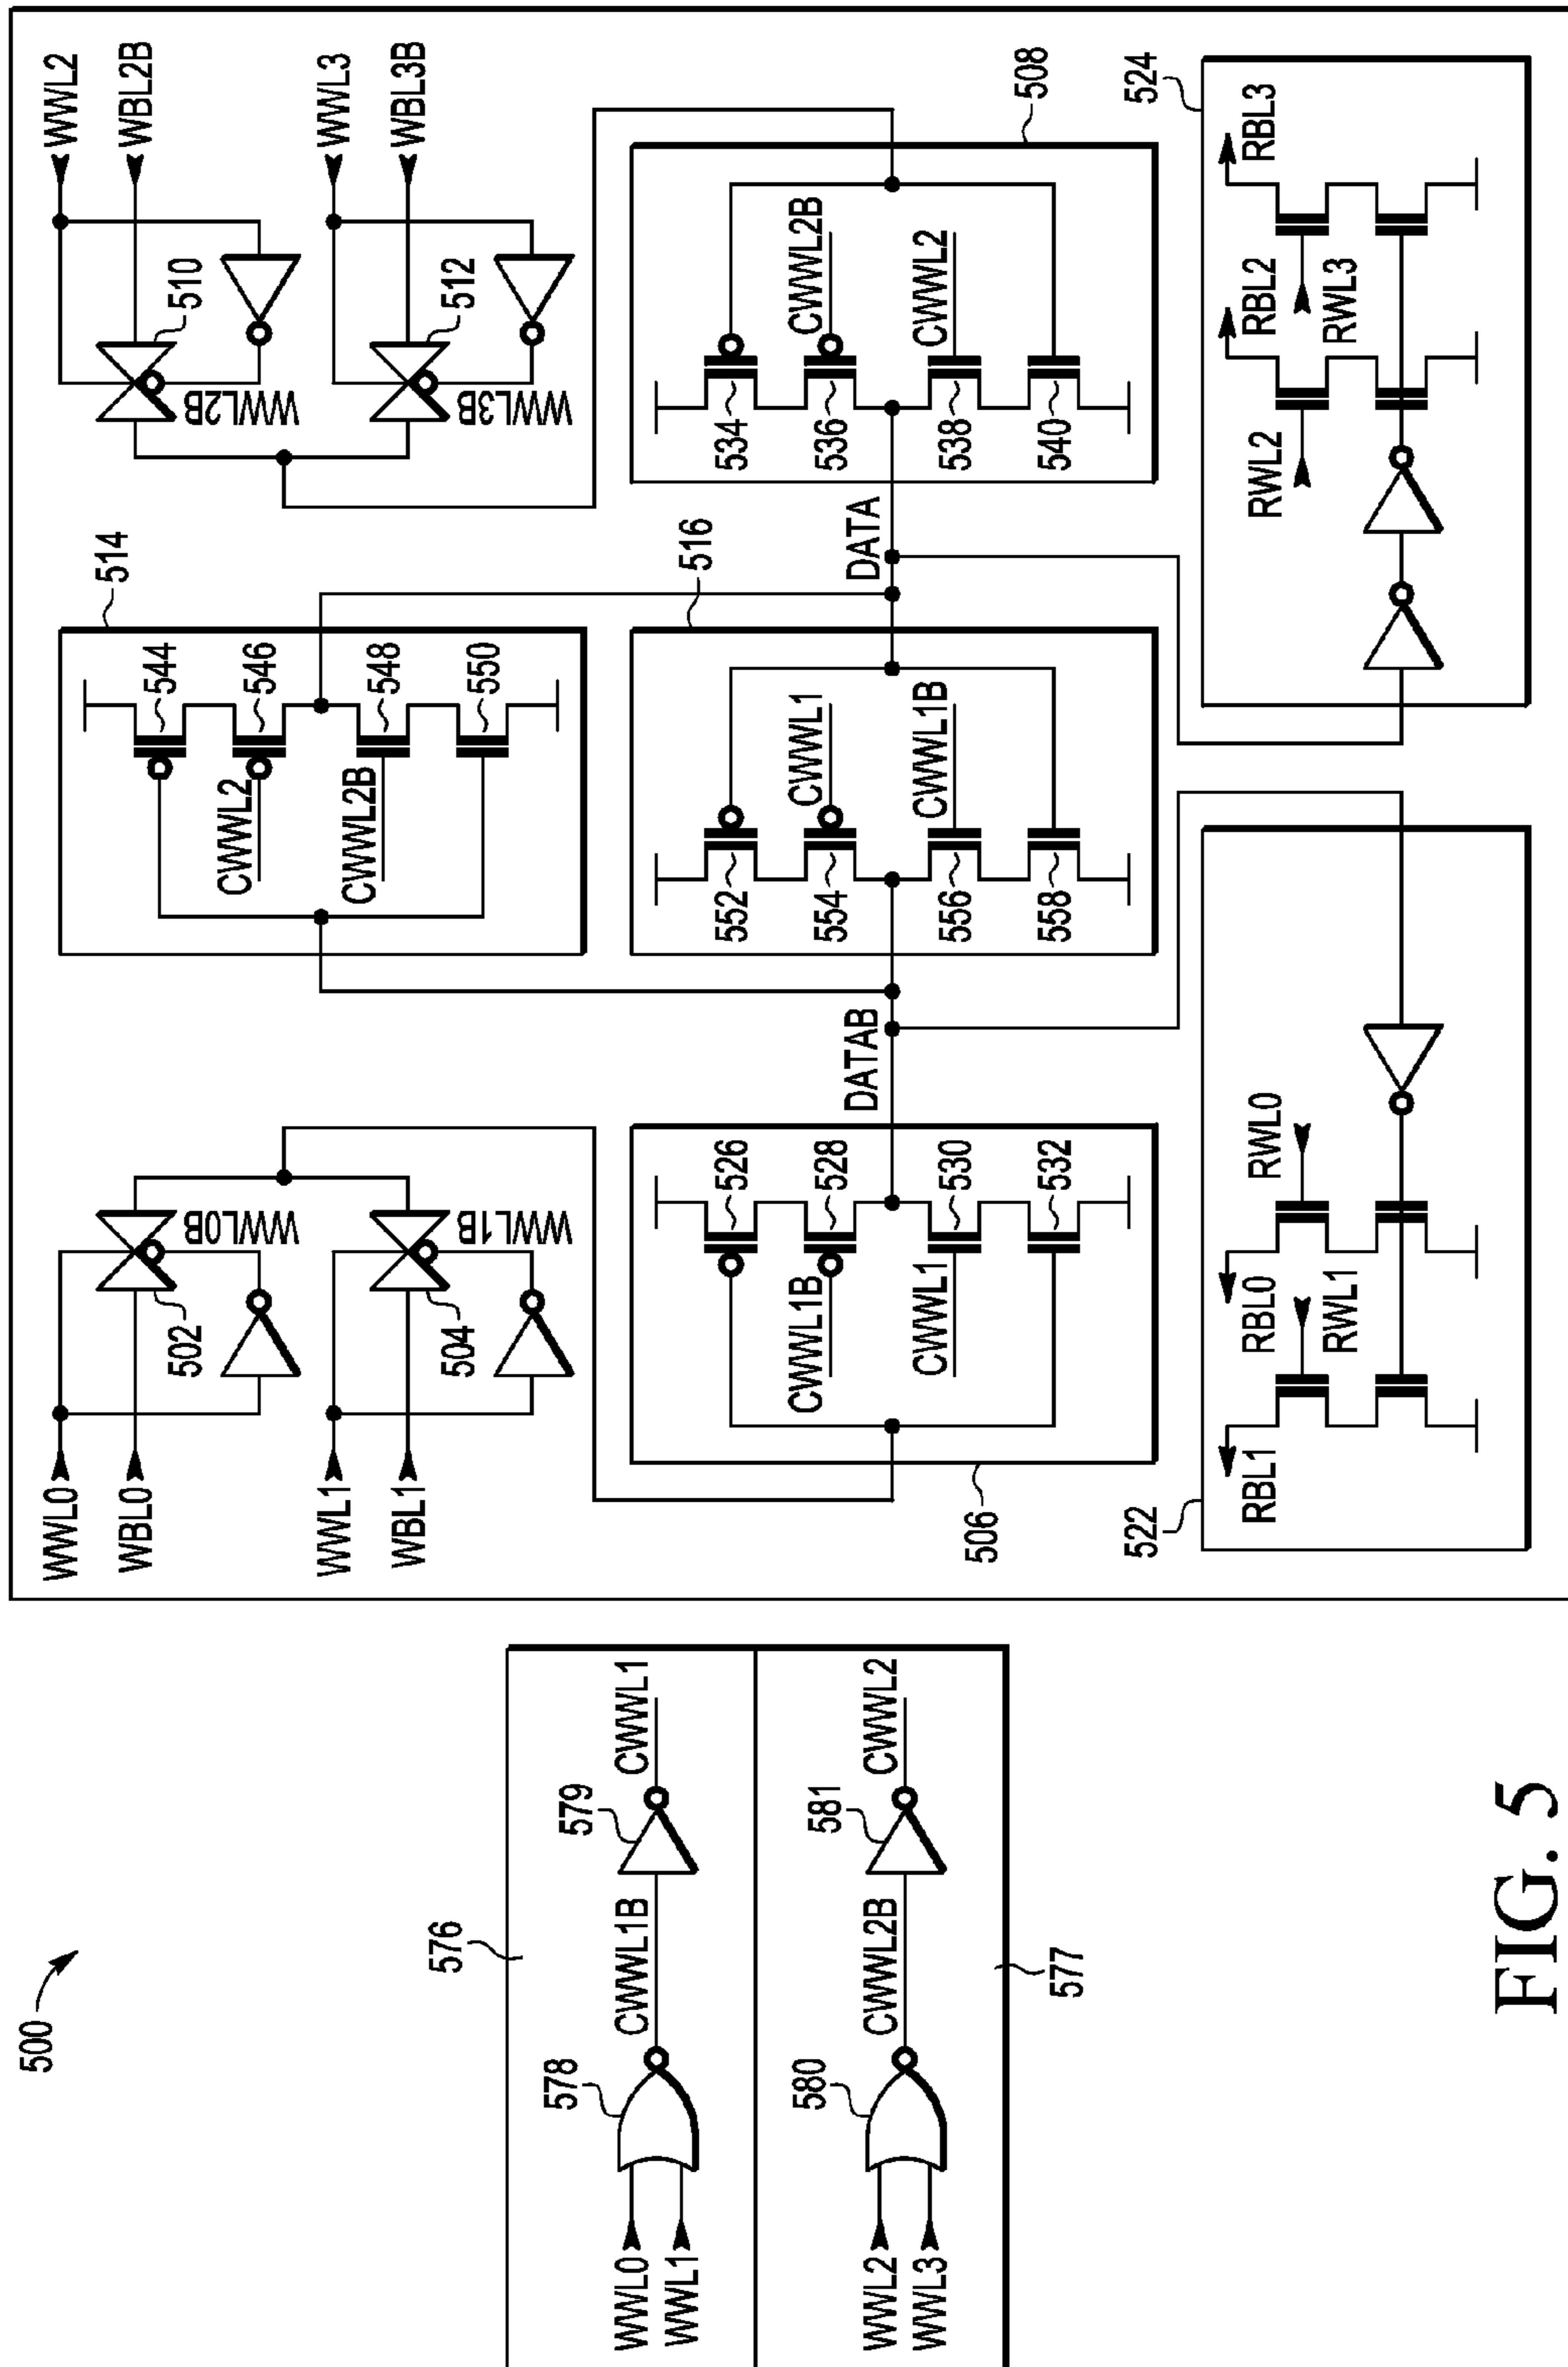 500
576
WWL0
WWL1
578
CWWL1B
579
CWWL1
WWL2
WWL3
580
CWWL2B
581
CWWL2
577
WWL0
WBL0
502
WWL0B
WWL1
WBL1
504
WWL1B
514
544
546
548
550
CWWL2
CWWL2B
WWL2
WBL2B
510
WWL2B
WWL3
WBL3B
512
WWL3B
506
526
528
530
532
CWWL1B
CWWL1
DATAB
516
552
554
556
558
CWWL1
CWWL1B
DATA
508
534
536
538
540
CWWL2B
CWWL2
522
RBL1
RBL0
RWL0
RWL1
524
RWL2
RBL2
RBL3
RWL3
FIG. 5